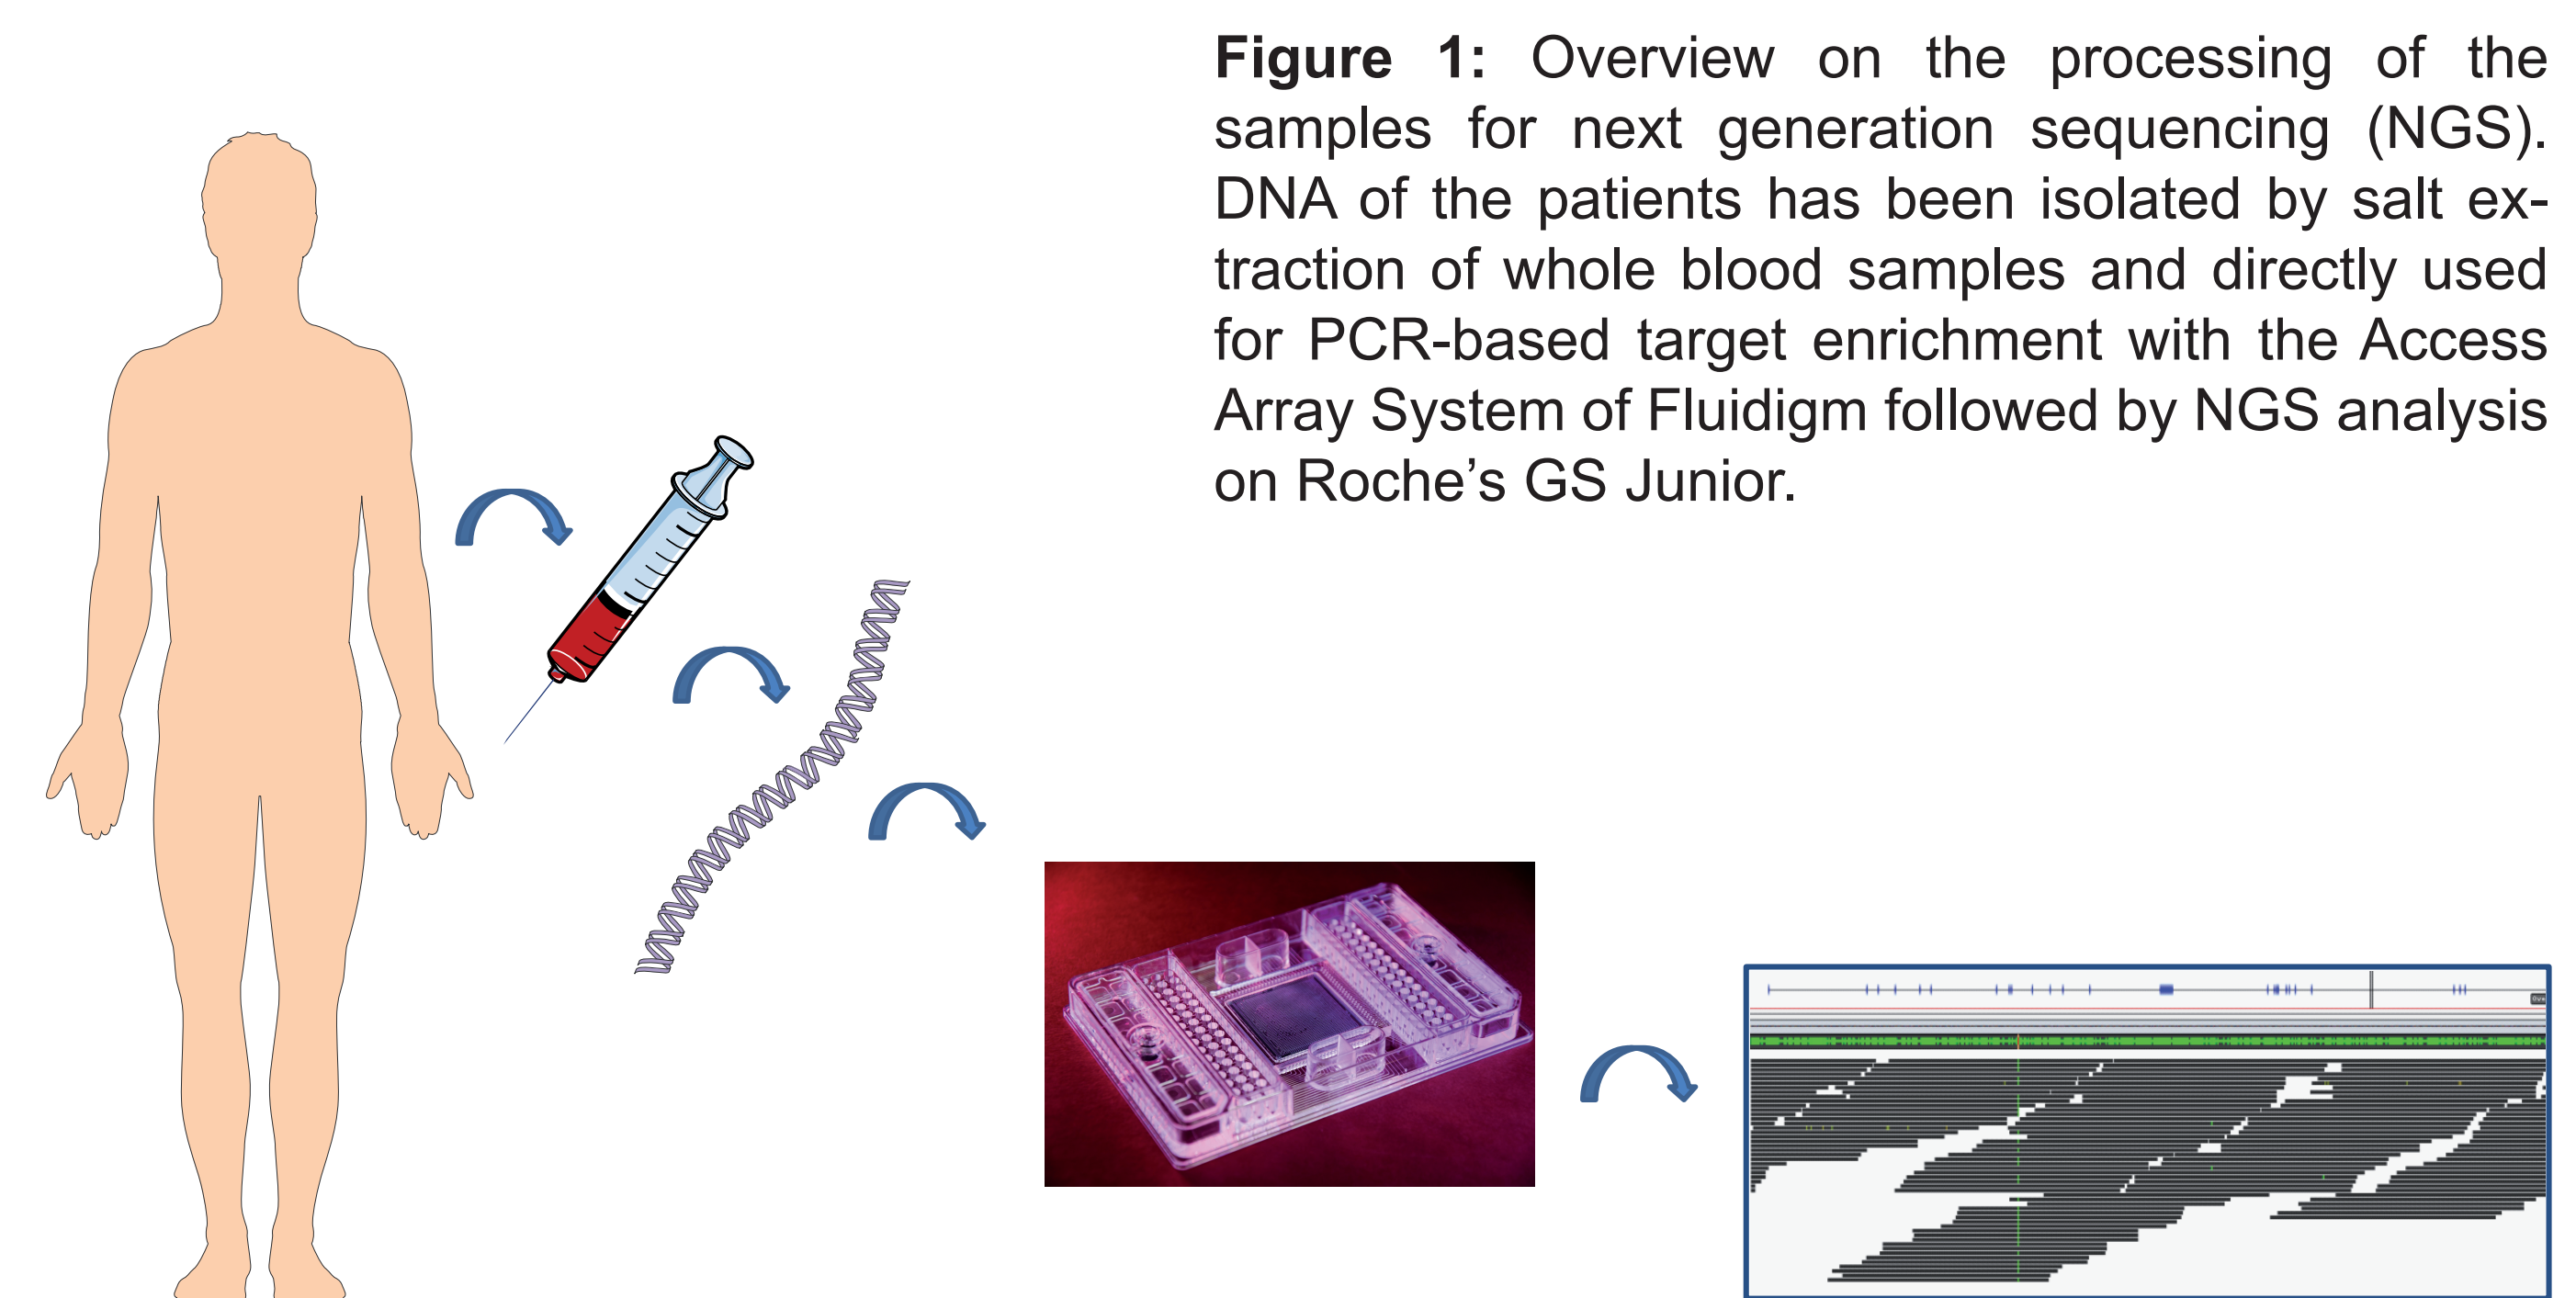 Figure 1: Overview on the processing of the
samples for next generation sequencing (NGS).
DNA of the patients has been isolated by salt ex-
traction of whole blood samples and directly used
for PCR-based target enrichment with the Access
Array System of Fluidigm followed by NGS analysis
on Roche’s GS Junior.